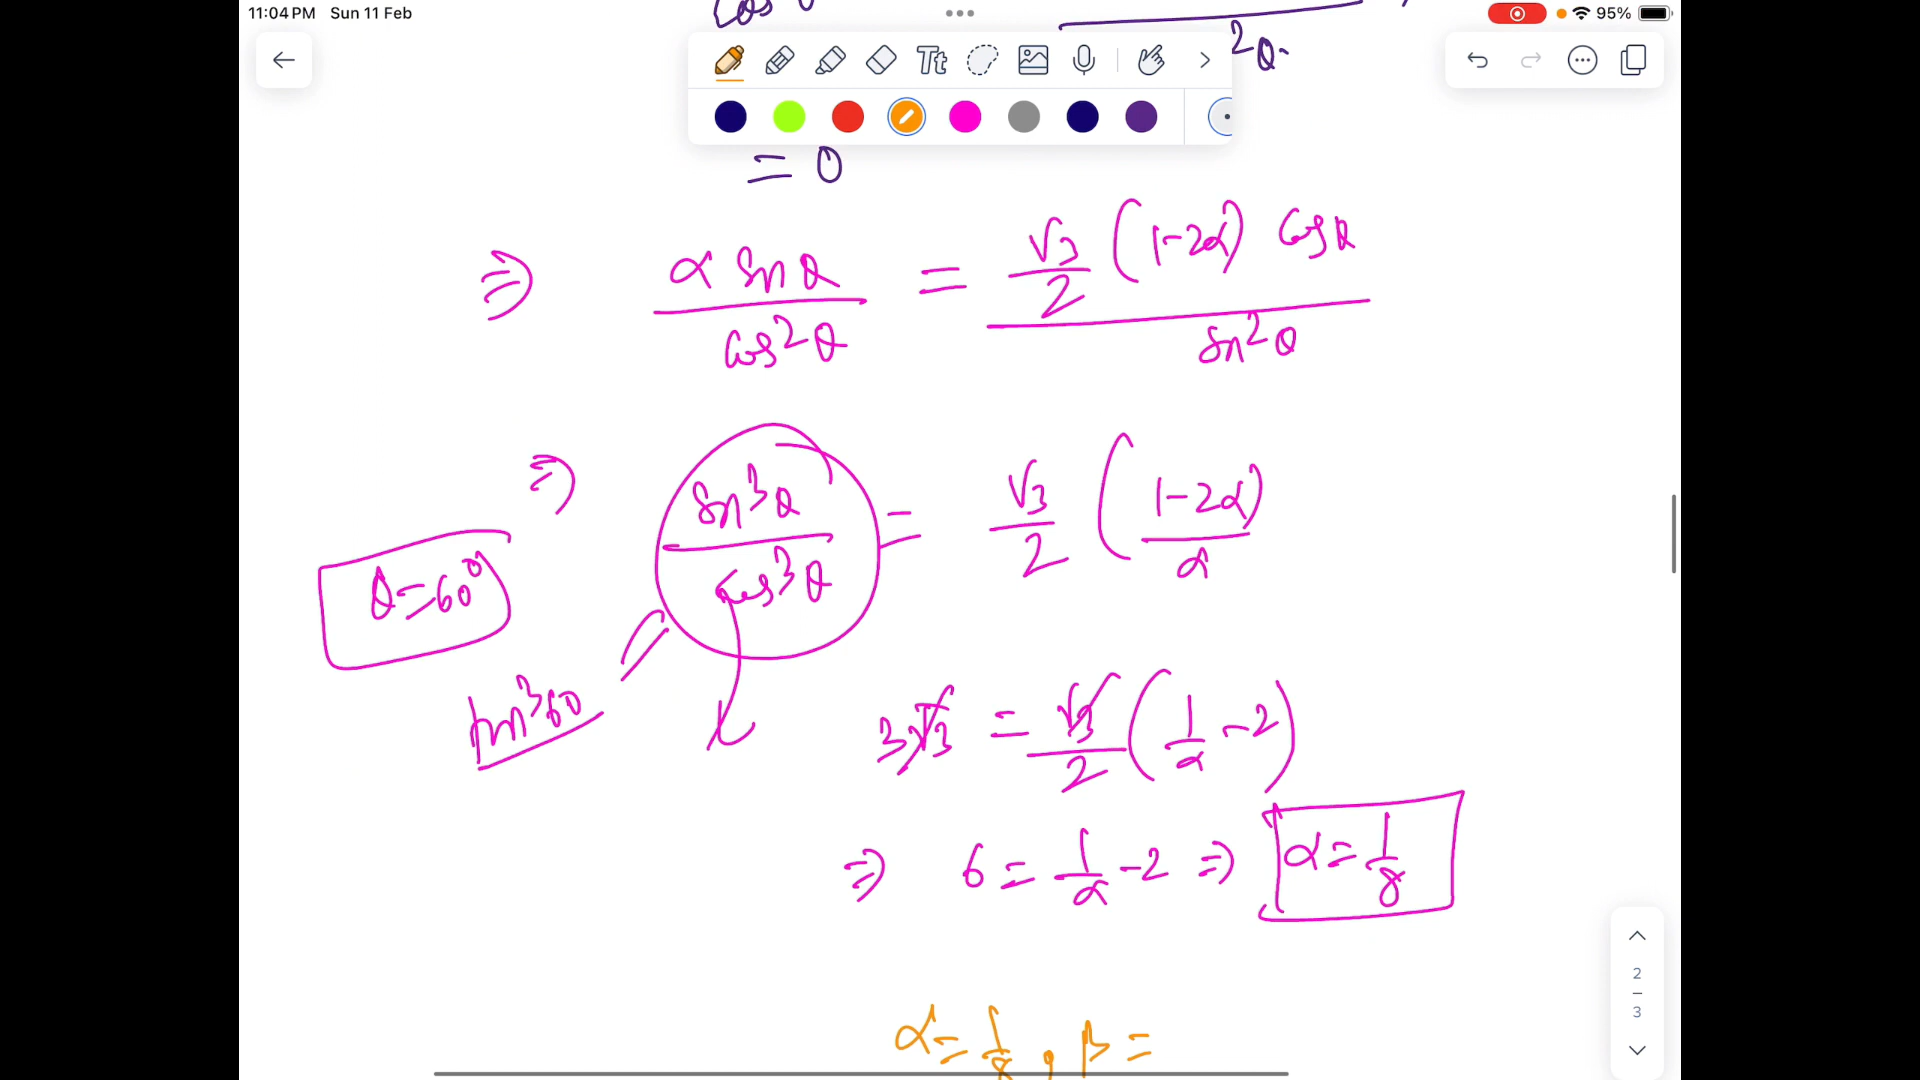 11:04 PM Sun 11 Feb
95%
Tt
²θ
= 0
⇒ α sin θ / cos²θ = √3/2 (1-2α) cos θ / sin²θ
⇒ sin³θ / cos³θ = √3/2 ( (1-2α) / α
θ = 60°
tan³60
3√3 = √3/2 ( 1/α - 2 )
⇒ 6 = 1/α - 2 ⇒ α = 1/8
2
3
α = 1/8 , β =